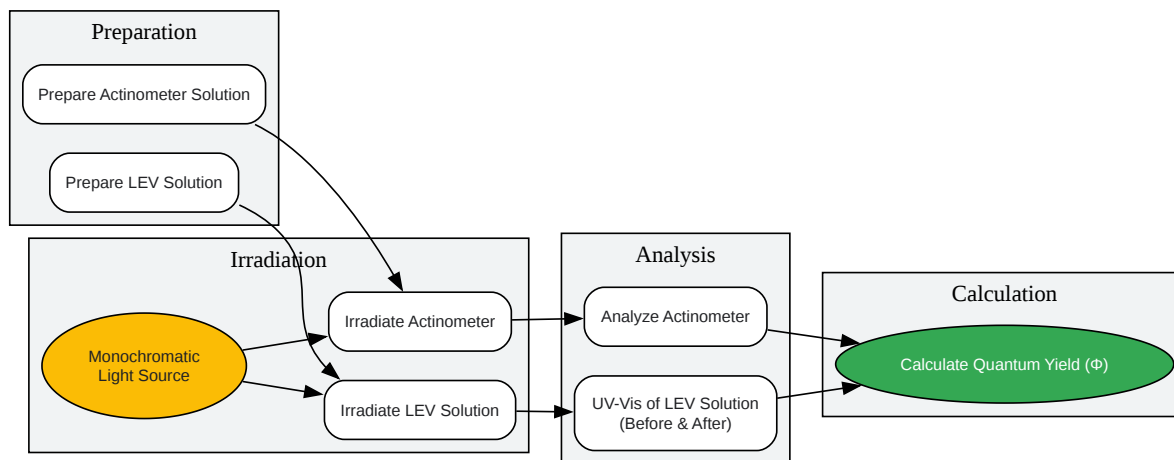 Preparation
Prepare Actinometer Solution
Prepare LEV Solution
Irradiation
Monochromatic
Light Source
Irradiate Actinometer
Irradiate LEV Solution
Analysis
Analyze Actinometer
UV-Vis of LEV Solution
(Before & After)
Calculation
Calculate Quantum Yield (Φ)